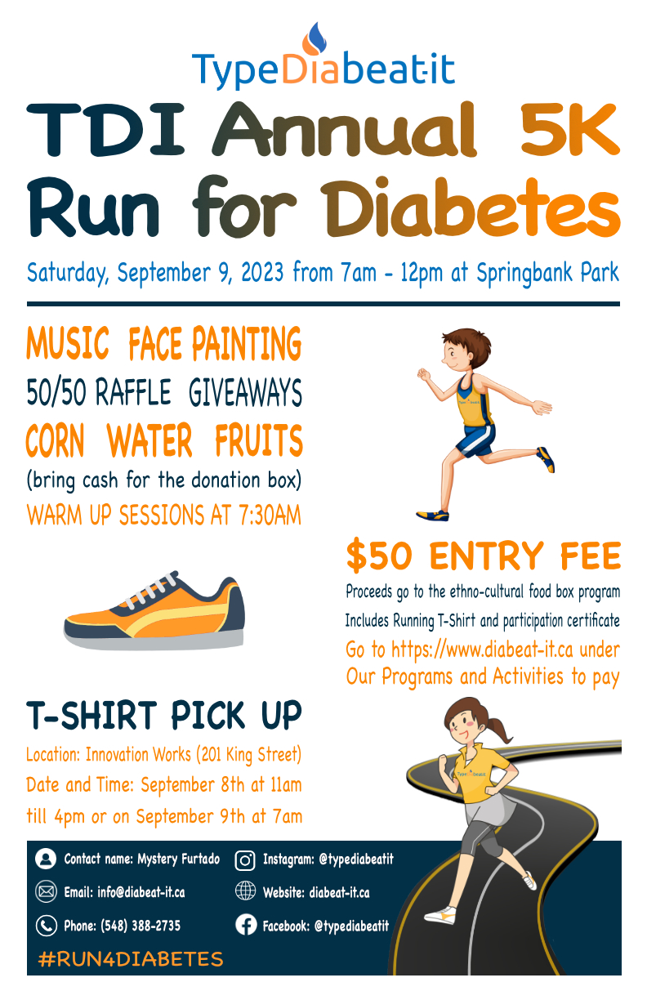 TypeDiabeat-it
TDI Annual 5K
Run for Diabetes
Saturday, September 9, 2023 from 7am - 12pm at Springbank Park
MUSIC FACE PAINTING
50/50 RAFFLE GIVEAWAYS
CORN WATER FRUITS
(bring cash for the donation box)
WARM UP SESSIONS AT 7:30AM
$50 ENTRY FEE
Proceeds go to the ethno-cultural food box program
Includes Running T-Shirt and participation certificate
Go to https://www.diabeat-it.ca under
Our Programs and Activities to pay
T-SHIRT PICK UP
Location: Innovation Works (201 King Street)
Date and Time: September 8th at 11am
till 4pm or on September 9th at 7am
Contact name: Mystery Furtado
Email: info@diabeat-it.ca
Phone: (548) 388-2735
Instagram: @typediabeatit
Website: diabeat-it.ca
Facebook: @typediabeatit
#RUN4DIABETES